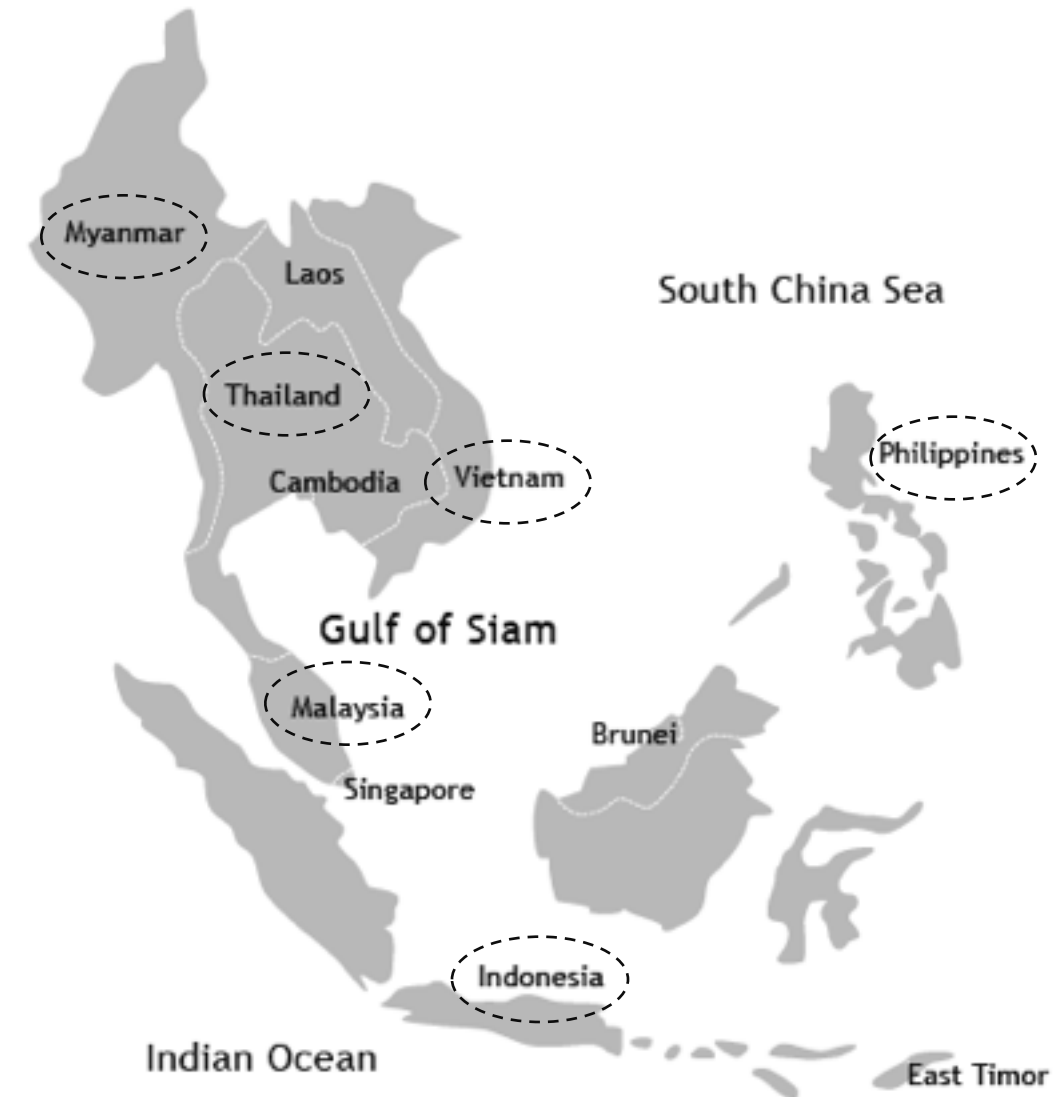 Myanmar
Laos
South China Sea
Thailand
Philippines
Cambodia
Vietnam
Gulf of Siam
Malaysia
Brunei
Singapore
Indonesia
Indian Ocean
East Timor